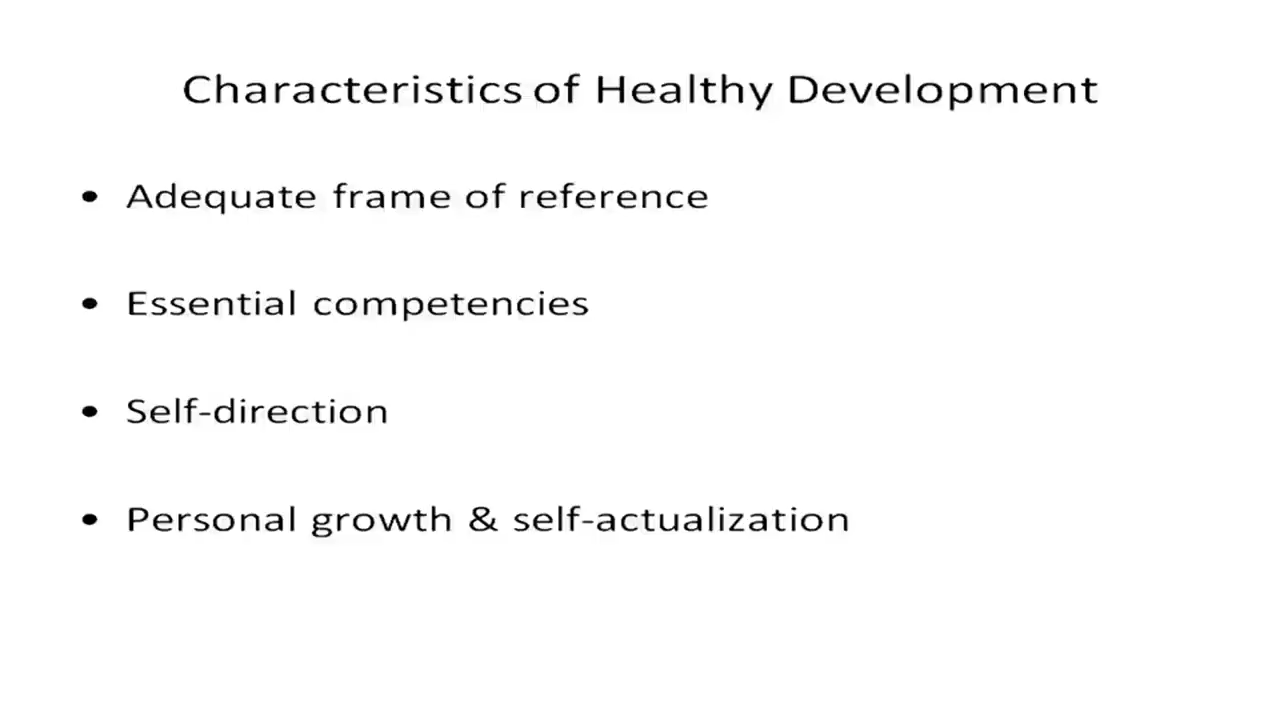 Characteristics of Healthy Development
• Adequate frame of reference
• Essential competencies
• Self-direction
• Personal growth & self-actualization